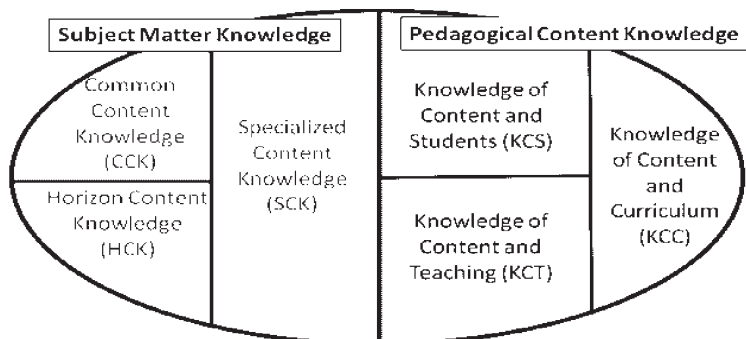 Subject Matter Knowledge
Common
Content
Knowledge
(CCK)
Horizon Content
Knowledge
(HCK)
Specialized
Content
Knowledge
(SCK)
Pedagogical Content Knowledge
Knowledge of
Content and
Students (KCS)
Knowledge of
Content and
Teaching (KCT)
Knowledge
of Content
and
Curriculum
(KCC)